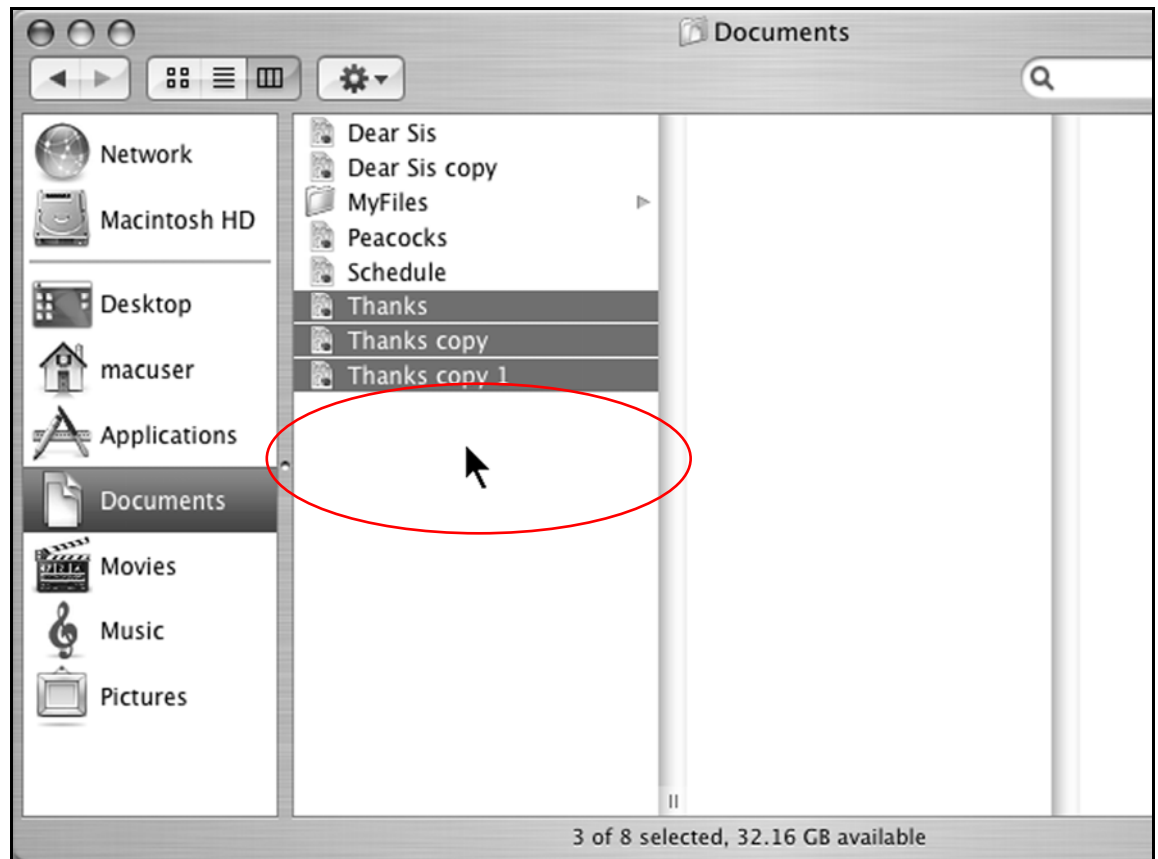 Documents
Network
Macintosh HD
Desktop
macuser
Applications
Documents
Movies
Music
Pictures
Dear Sis
Dear Sis copy
MyFiles
Peacocks
Schedule
Thanks
Thanks copy
Thanks copy 1
3 of 8 selected, 32.16 GB available